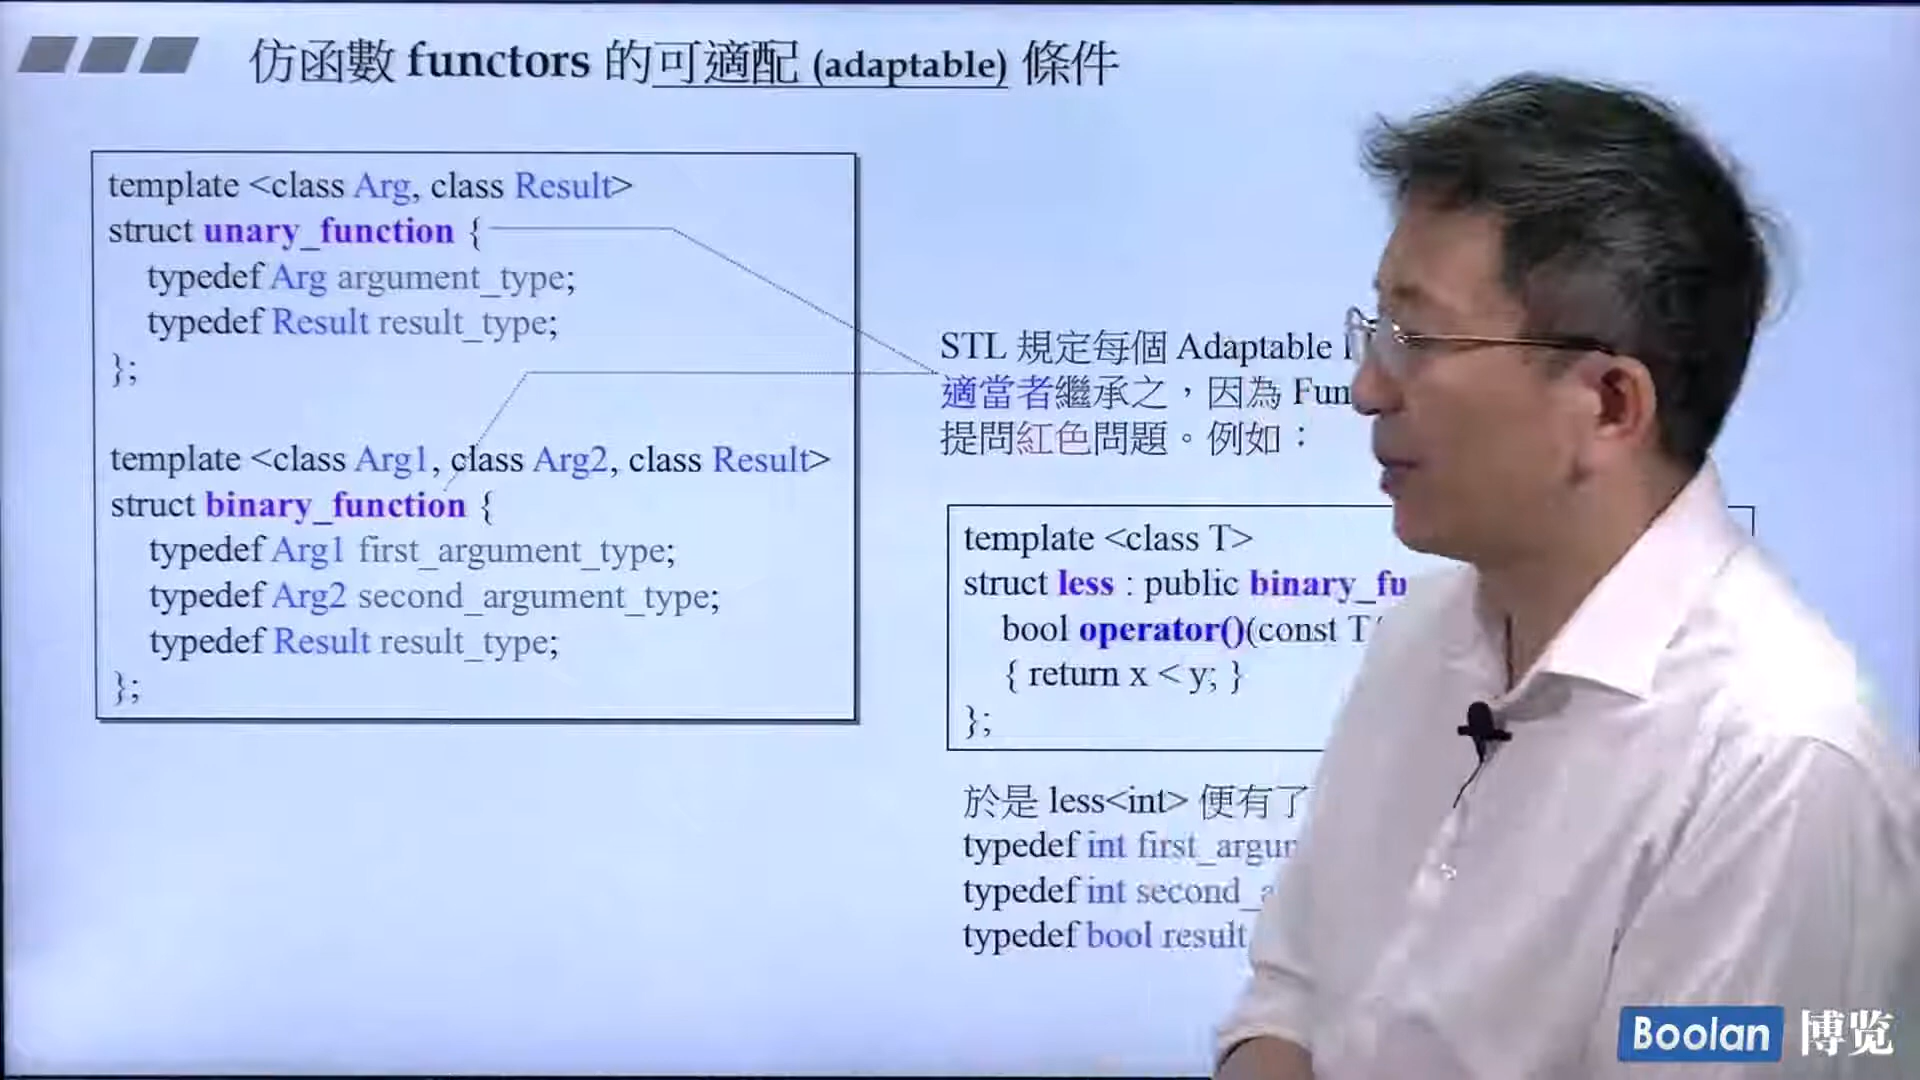 仿函數 functors 的可適配 (adaptable) 條件
template <class Arg, class Result>
struct unary_function {
typedef Arg argument_type;
typedef Result result_type;
};
template <class Arg1, class Arg2, class Result>
struct binary_function {
typedef Arg1 first_argument_type;
typedef Arg2 second_argument_type;
typedef Result result_type;
};
STL 規定每個 Adaptable
適當者繼承之，因為 Fun
提問紅色問題。例如：
template <class T>
struct less : public binary_fu
bool operator()(const T
{ return x < y; }
};
於是 less<int> 便有了
typedef int first_argum
typedef int second_a
typedef bool result_
Boolan 博览